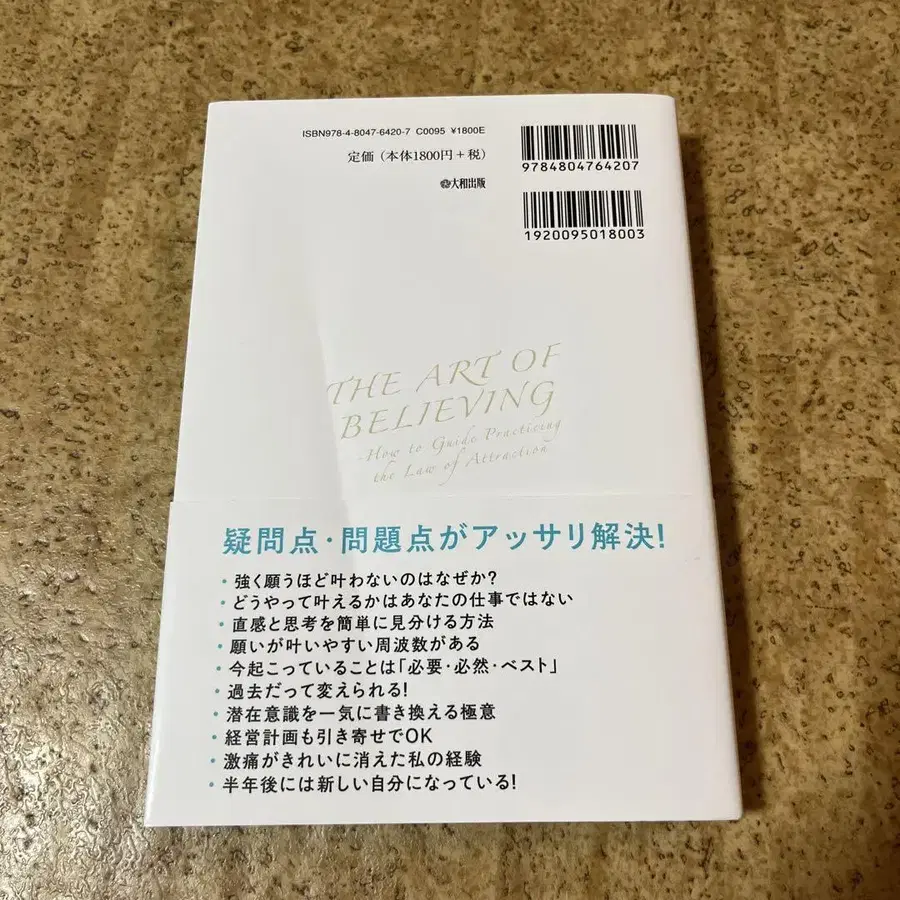 ISBN978-4-8047-6420-7 C0095 ¥1800E
定価（本体1800円＋税）
大和出版
9784804764207
1920095018003
THE ART OF
BELIEVING
-How to Guide Practicing
the Law of Attraction
疑問点・問題点がアッサリ解決！
・強く願うほど叶わないのはなぜか？
・どうやって叶えるかはあなたの仕事ではない
・直感と思考を簡単に見分ける方法
・願いが叶いやすい周波数がある
・今起こっていることは「必要・必然・ベスト」
・過去だって変えられる！
・潜在意識を一気に書き換える極意
・経営計画も引き寄せでOK
・激痛がきれいに消えた私の経験
・半年後には新しい自分になっている！